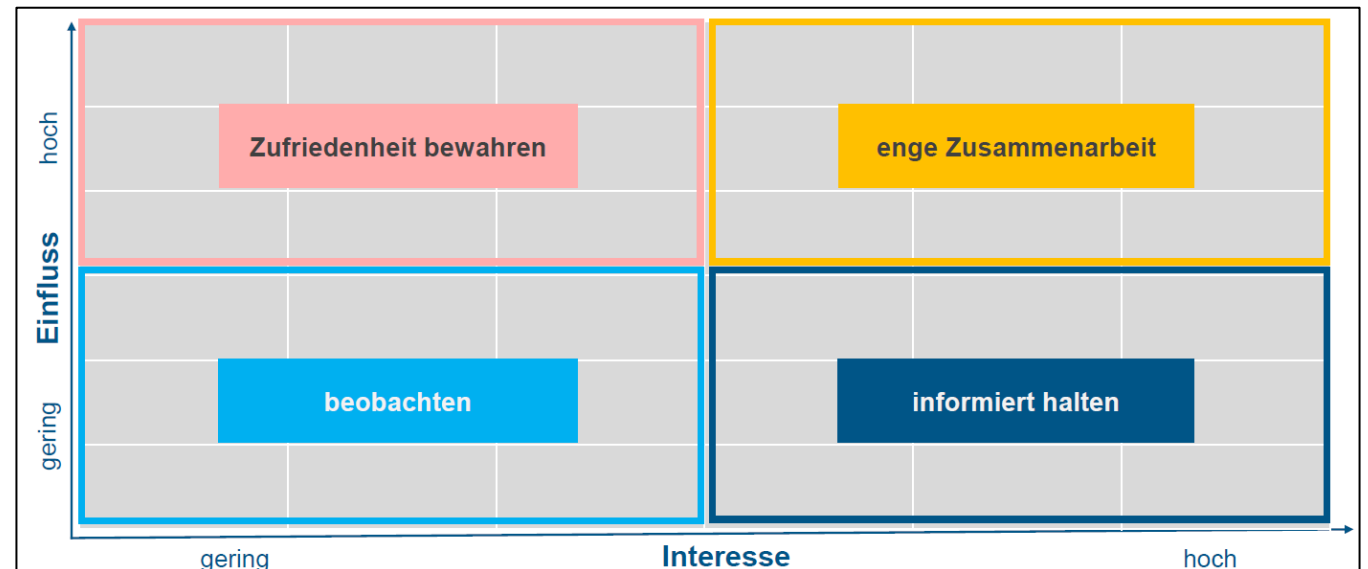 hoch
Zufriedenheit bewahren
enge Zusammenarbeit
Einfluss
gering
beobachten
informiert halten
gering
Interesse
hoch